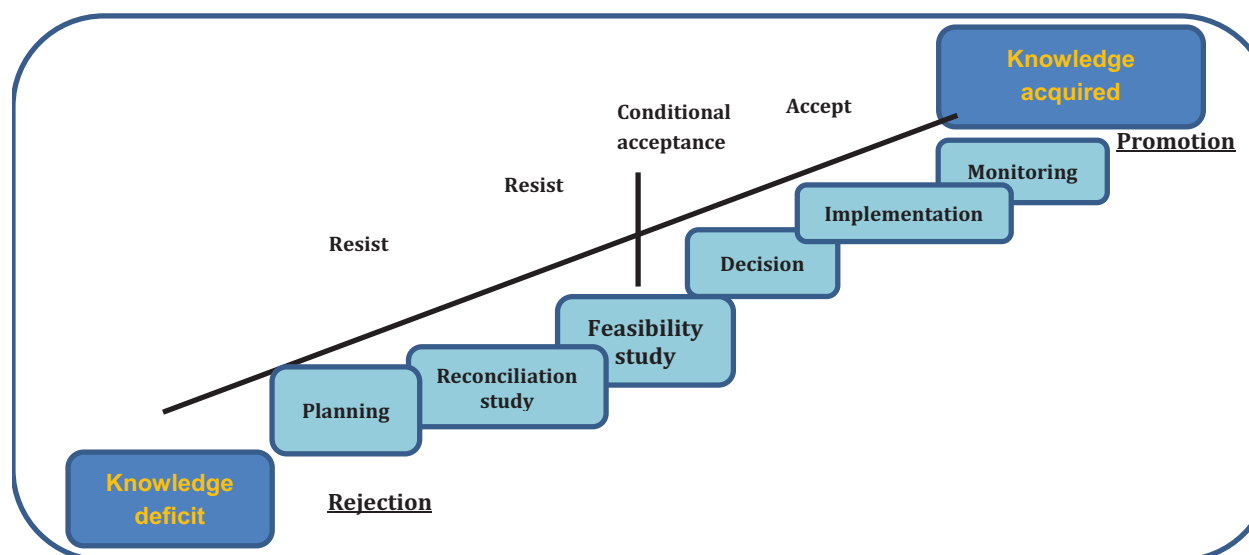 Knowledge
acquired
Accept
Conditional
acceptance
Promotion
Monitoring
Resist
Implementation
Resist
Decision
Feasibility
study
Reconciliation
study
Planning
Knowledge
deficit
Rejection